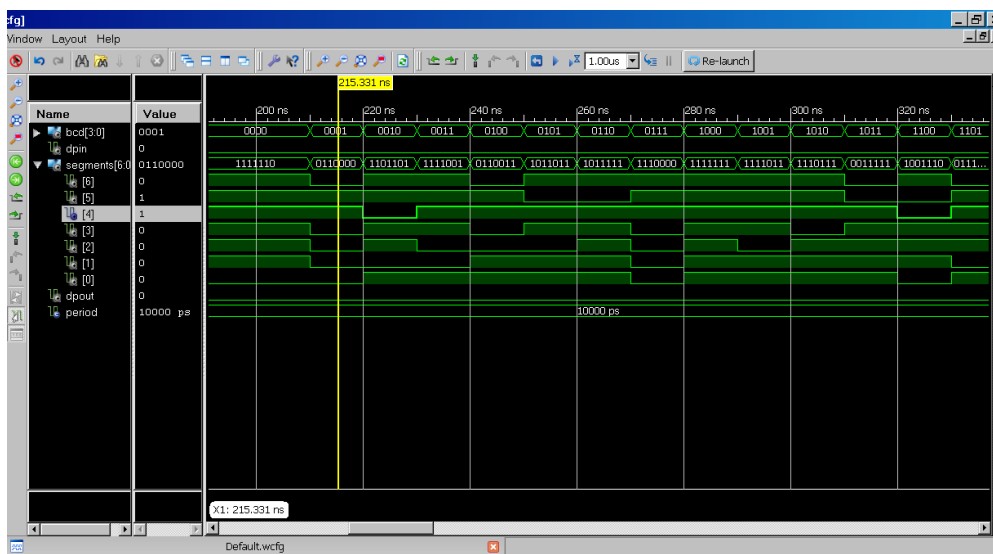 cfg]
Window Layout Help
1.00us Re-launch
215.331 ns
Name Value
200 ns 220 ns 240 ns 260 ns 280 ns 300 ns 320 ns
bcd[3:0] 0001 0000 0001 0010 0011 0100 0101 0110 0111 1000 1001 1010 1011 1100 1101
dpin 0
segments[6:0 0110000 1111110 0110000 1101101 1111001 0110011 1011011 1011111 1110000 1111111 1111011 1110111 0011111 1001110 0111...
[6] 0
[5] 1
[4] 1
[3] 0
[2] 0
[1] 0
[0] 0
dpout 0
period 10000 ps 10000 ps
X1: 215.331 ns
Default.wcfg